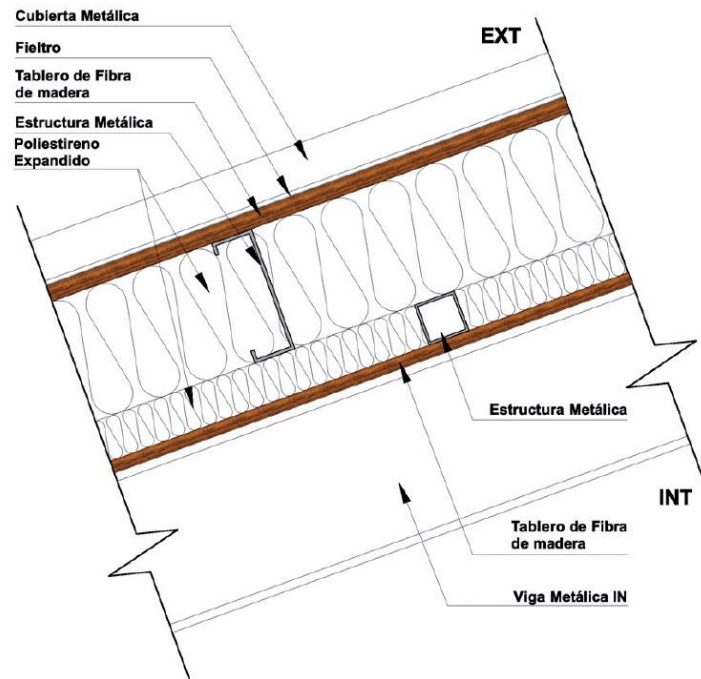 Cubierta Metálica
EXT
Fieltro
Tablero de Fibra
de madera
Estructura Metálica
Poliestireno
Expandido
Estructura Metálica
INT
Tablero de Fibra
de madera
Viga Metálica IN